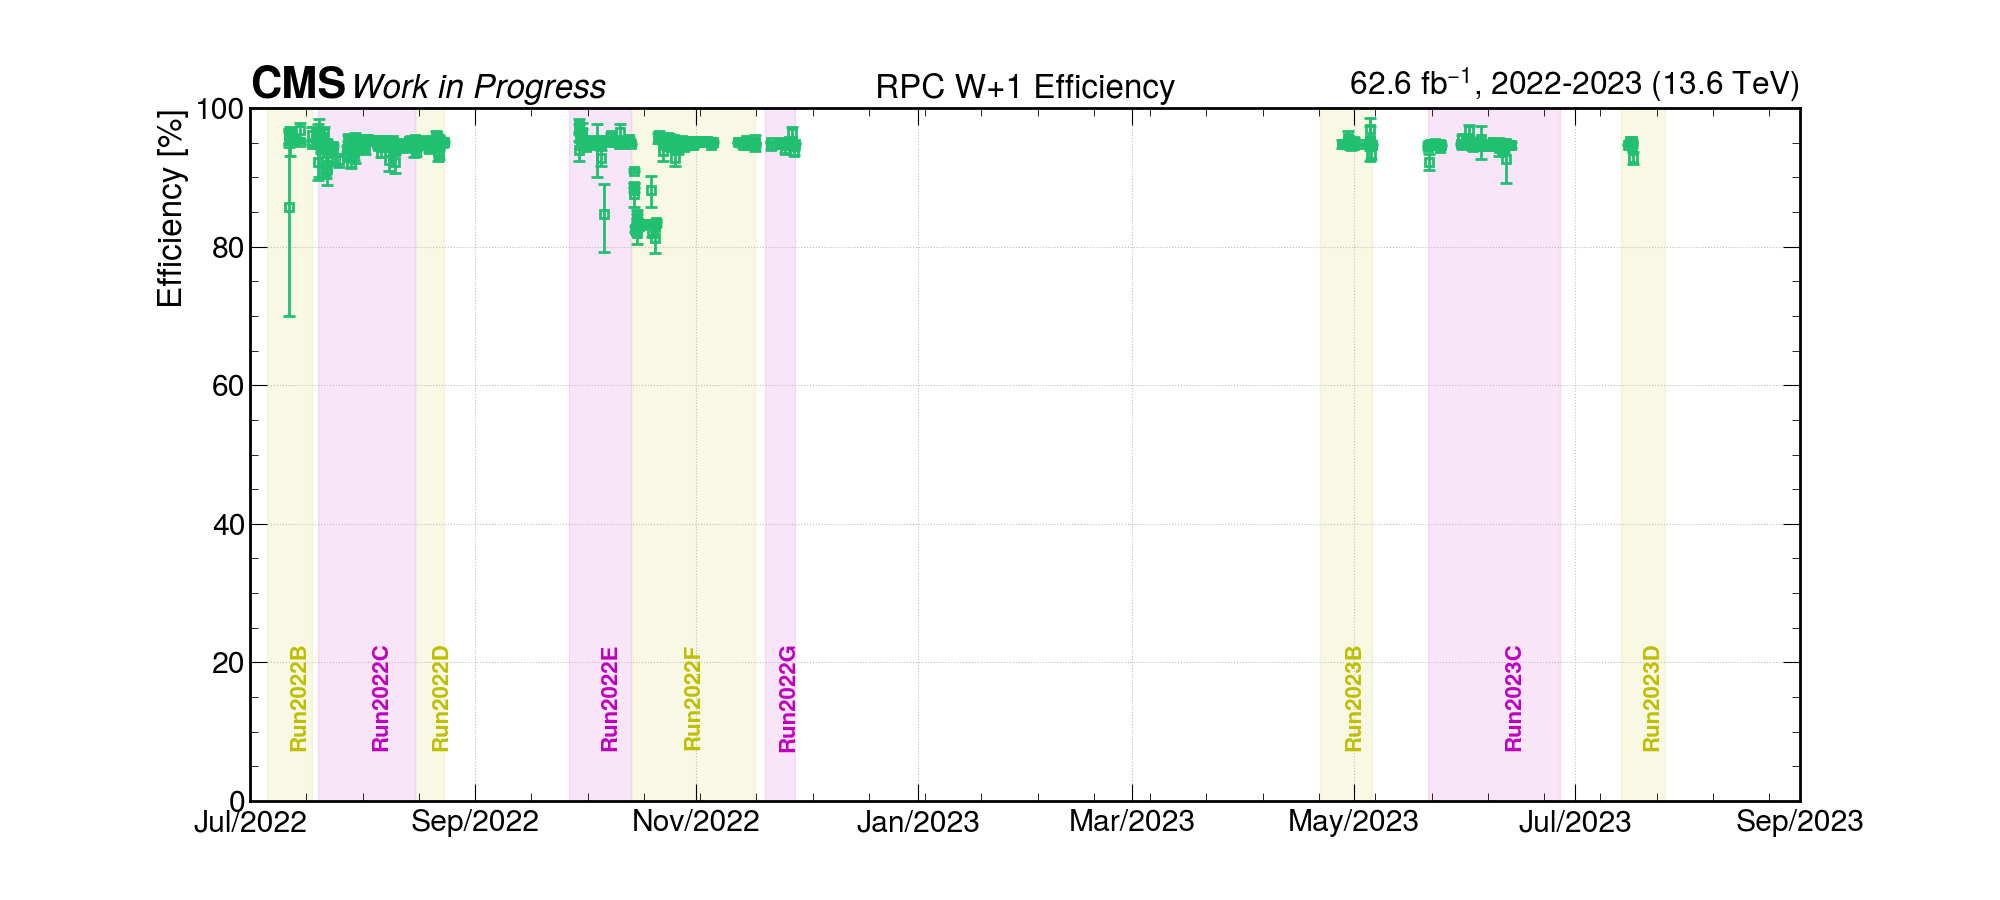 CMS Work in Progress RPC W+1 Efficiency 62.6 fb⁻¹, 2022-2023 (13.6 TeV)
Efficiency [%]
100
80
60
40
20
0
Run2022B
Run2022C
Run2022D
Run2022E
Run2022F
Run2022G
Run2023B
Run2023C
Run2023D
Jul/2022 Sep/2022 Nov/2022 Jan/2023 Mar/2023 May/2023 Jul/2023 Sep/2023